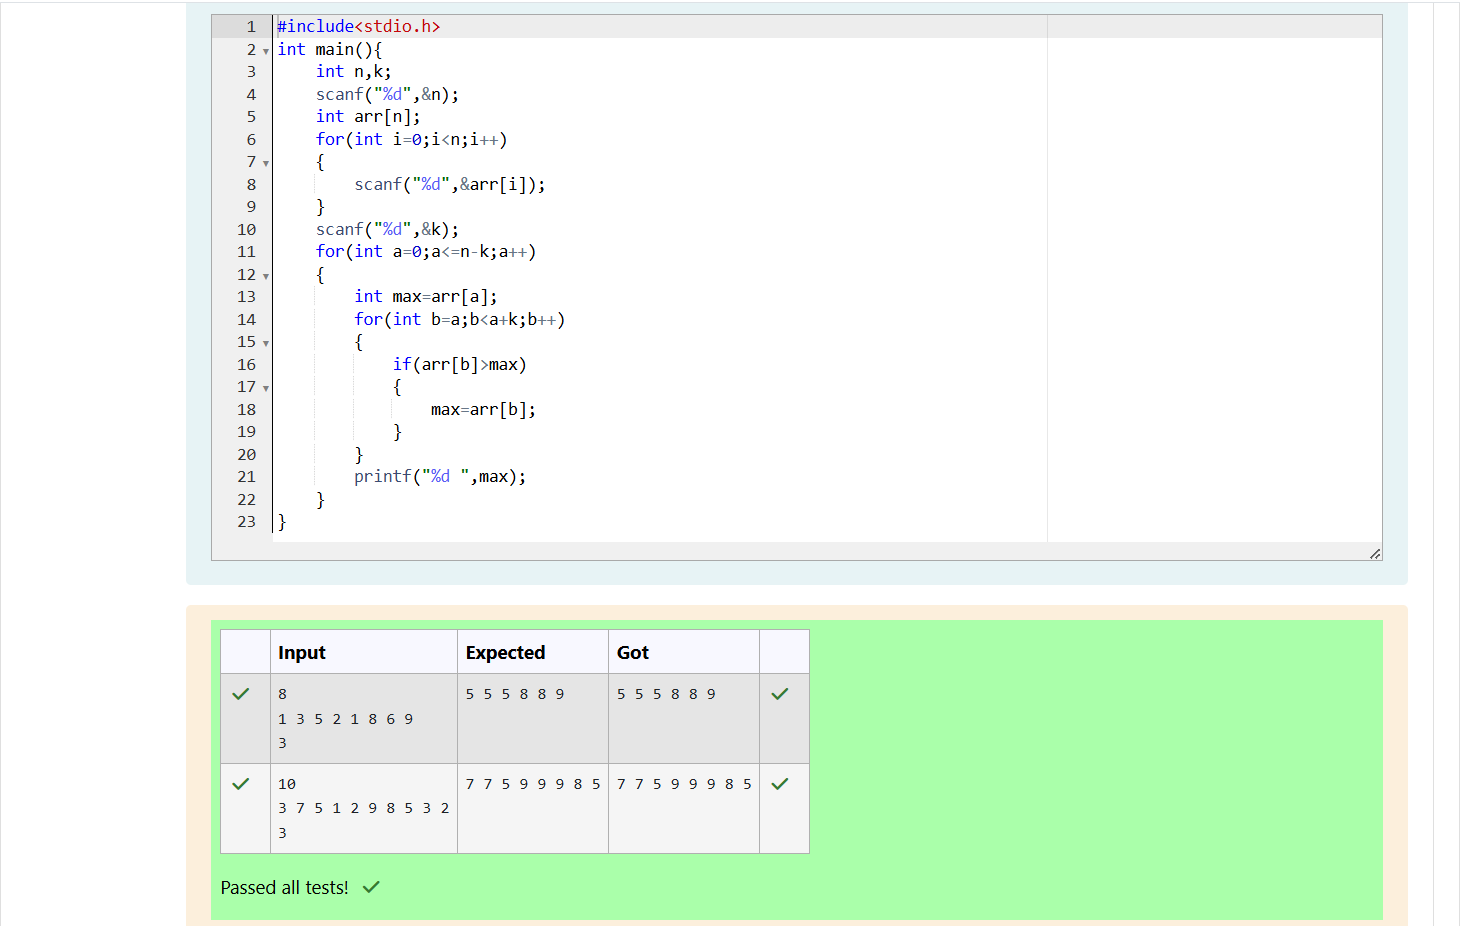 1 #include<stdio.h>
2 int main(){
3     int n,k;
4     scanf("%d",&n);
5     int arr[n];
6     for(int i=0;i<n;i++)
7     {
8         scanf("%d",&arr[i]);
9     }
10     scanf("%d",&k);
11     for(int a=0;a<=n-k;a++)
12     {
13         int max=arr[a];
14         for(int b=a;b<a+k;b++)
15         {
16             if(arr[b]>max)
17             {
18                 max=arr[b];
19             }
20         }
21         printf("%d ",max);
22     }
23 }
Input Expected Got
8 5 5 5 8 8 9 5 5 5 8 8 9
1 3 5 2 1 8 6 9
3
10 7 7 5 9 9 9 8 5 7 7 5 9 9 9 8 5
3 7 5 1 2 9 8 5 3 2
3
Passed all tests!